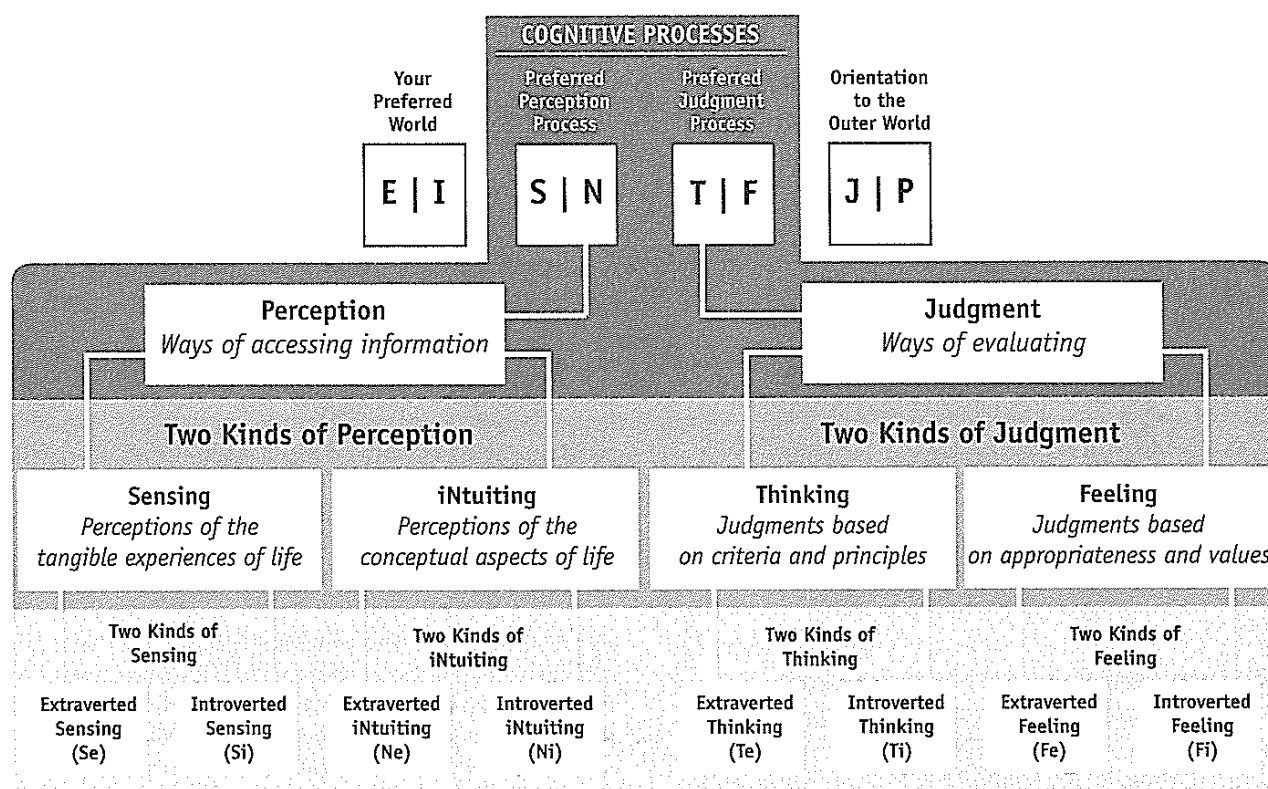 COGNITIVE PROCESSES
Your
Preferred
World
Preferred
Perception
Process
Preferred
Judgment
Process
Orientation
to the
Outer World
E | I
S | N
T | F
J | P
Perception
Ways of accessing information
Judgment
Ways of evaluating
Two Kinds of Perception
Two Kinds of Judgment
Sensing
Perceptions of the
tangible experiences of life
iNtuiting
Perceptions of the
conceptual aspects of life
Thinking
Judgments based
on criteria and principles
Feeling
Judgments based
on appropriateness and values
Two Kinds of
Sensing
Two Kinds of
iNtuiting
Two Kinds of
Thinking
Two Kinds of
Feeling
Extraverted
Sensing
(Se)
Introverted
Sensing
(Si)
Extraverted
iNtuiting
(Ne)
Introverted
iNtuiting
(Ni)
Extraverted
Thinking
(Te)
Introverted
Thinking
(Ti)
Extraverted
Feeling
(Fe)
Introverted
Feeling
(Fi)